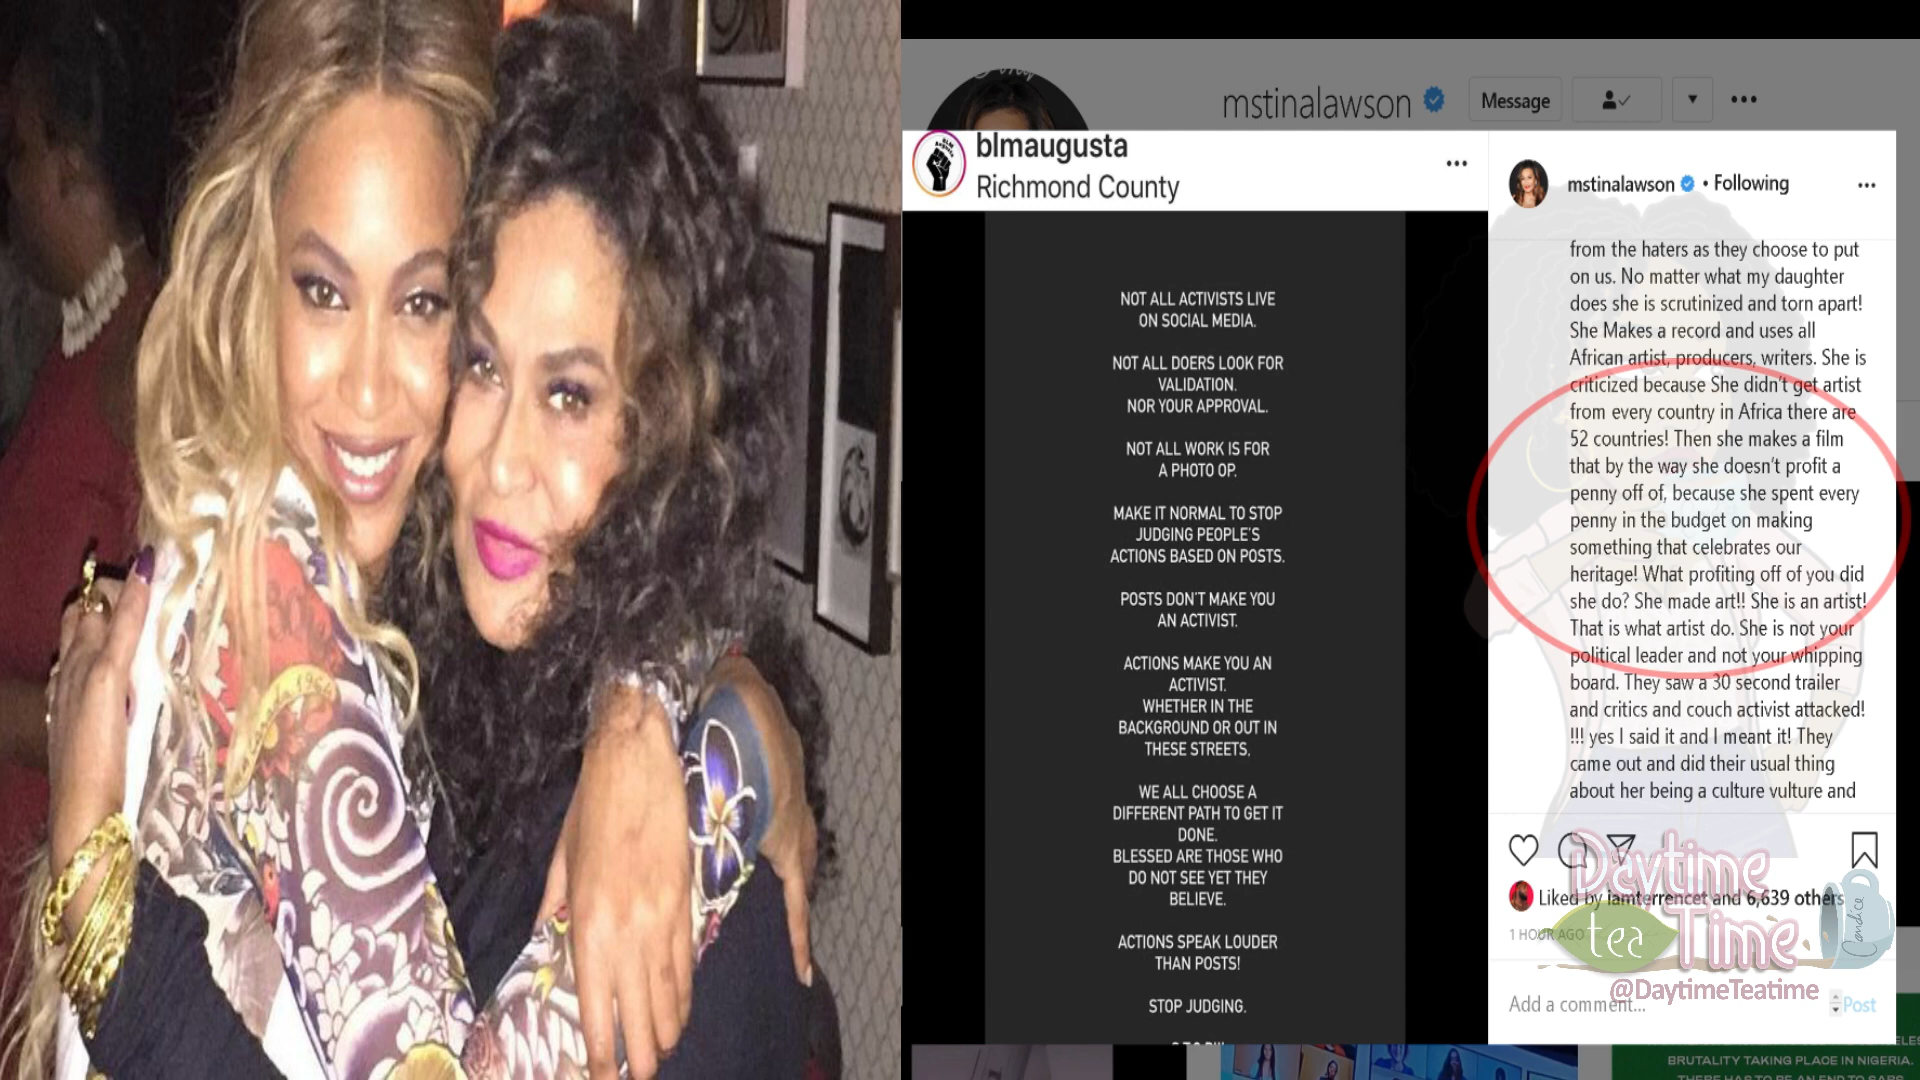 mstinalawson
Message
blmaugusta
Richmond County
NOT ALL ACTIVISTS LIVE
ON SOCIAL MEDIA.
NOT ALL DOERS LOOK FOR
VALIDATION.
NOR YOUR APPROVAL.
NOT ALL WORK IS FOR
A PHOTO OP.
MAKE IT NORMAL TO STOP
JUDGING PEOPLE'S
ACTIONS BASED ON POSTS.
POSTS DON'T MAKE YOU
AN ACTIVIST.
ACTIONS MAKE YOU AN
ACTIVIST.
WHETHER IN THE
BACKGROUND OR OUT IN
THESE STREETS,
WE ALL CHOOSE A
DIFFERENT PATH TO GET IT
DONE.
BLESSED ARE THOSE WHO
DO NOT SEE YET THEY
BELIEVE.
ACTIONS SPEAK LOUDER
THAN POSTS!
STOP JUDGING.
mstinalawson • Following
from the haters as they choose to put
on us. No matter what my daughter
does she is scrutinized and torn apart!
She Makes a record and uses all
African artist, producers, writers. She is
criticized because She didn't get artist
from every country in Africa there are
52 countries! Then she makes a film
that by the way she doesn't profit a
penny off of, because she spent every
penny in the budget on making
something that celebrates our
heritage! What profiting off of you did
she do? She made art!! She is an artist!
That is what artist do. She is not your
political leader and not your whipping
board. They saw a 30 second trailer
and critics and couch activist attacked!
!!! yes I said it and I meant it! They
came out and did their usual thing
about her being a culture vulture and
Liked by iamterrencet and 6,639 others
1 HOUR AGO
Daytime
tea Time
Candice
@DaytimeTeatime
Add a comment...
Post
BRUTALITY TAKING PLACE IN NIGERIA.